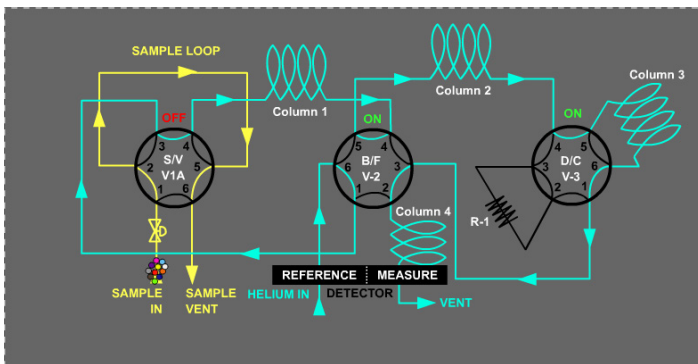 SAMPLE LOOP
Column 1
Column 2
Column 3
OFF
3 4
S/V
2 5
V1A
1 6
ON
5 4
B/F
6 3
V-2
1 2
ON
4 5
D/C
3 6
V-3
2 1
R-1
Column 4
REFERENCE MEASURE
DETECTOR
SAMPLE
IN
SAMPLE
VENT
HELIUM IN
VENT